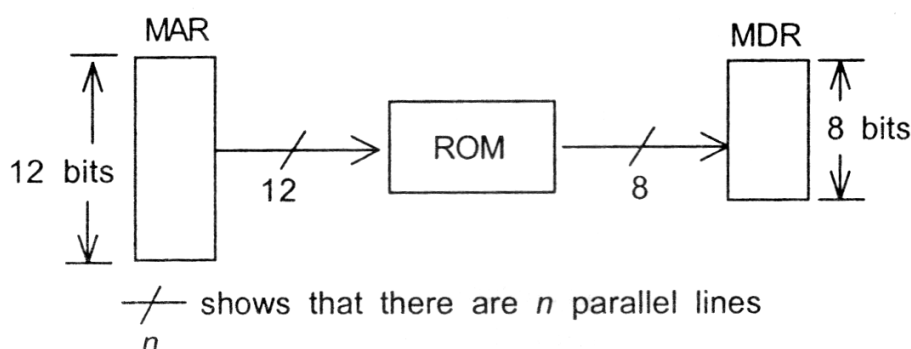 MAR
MDR
12 bits
12
ROM
8
8 bits
shows that there are n parallel lines
n